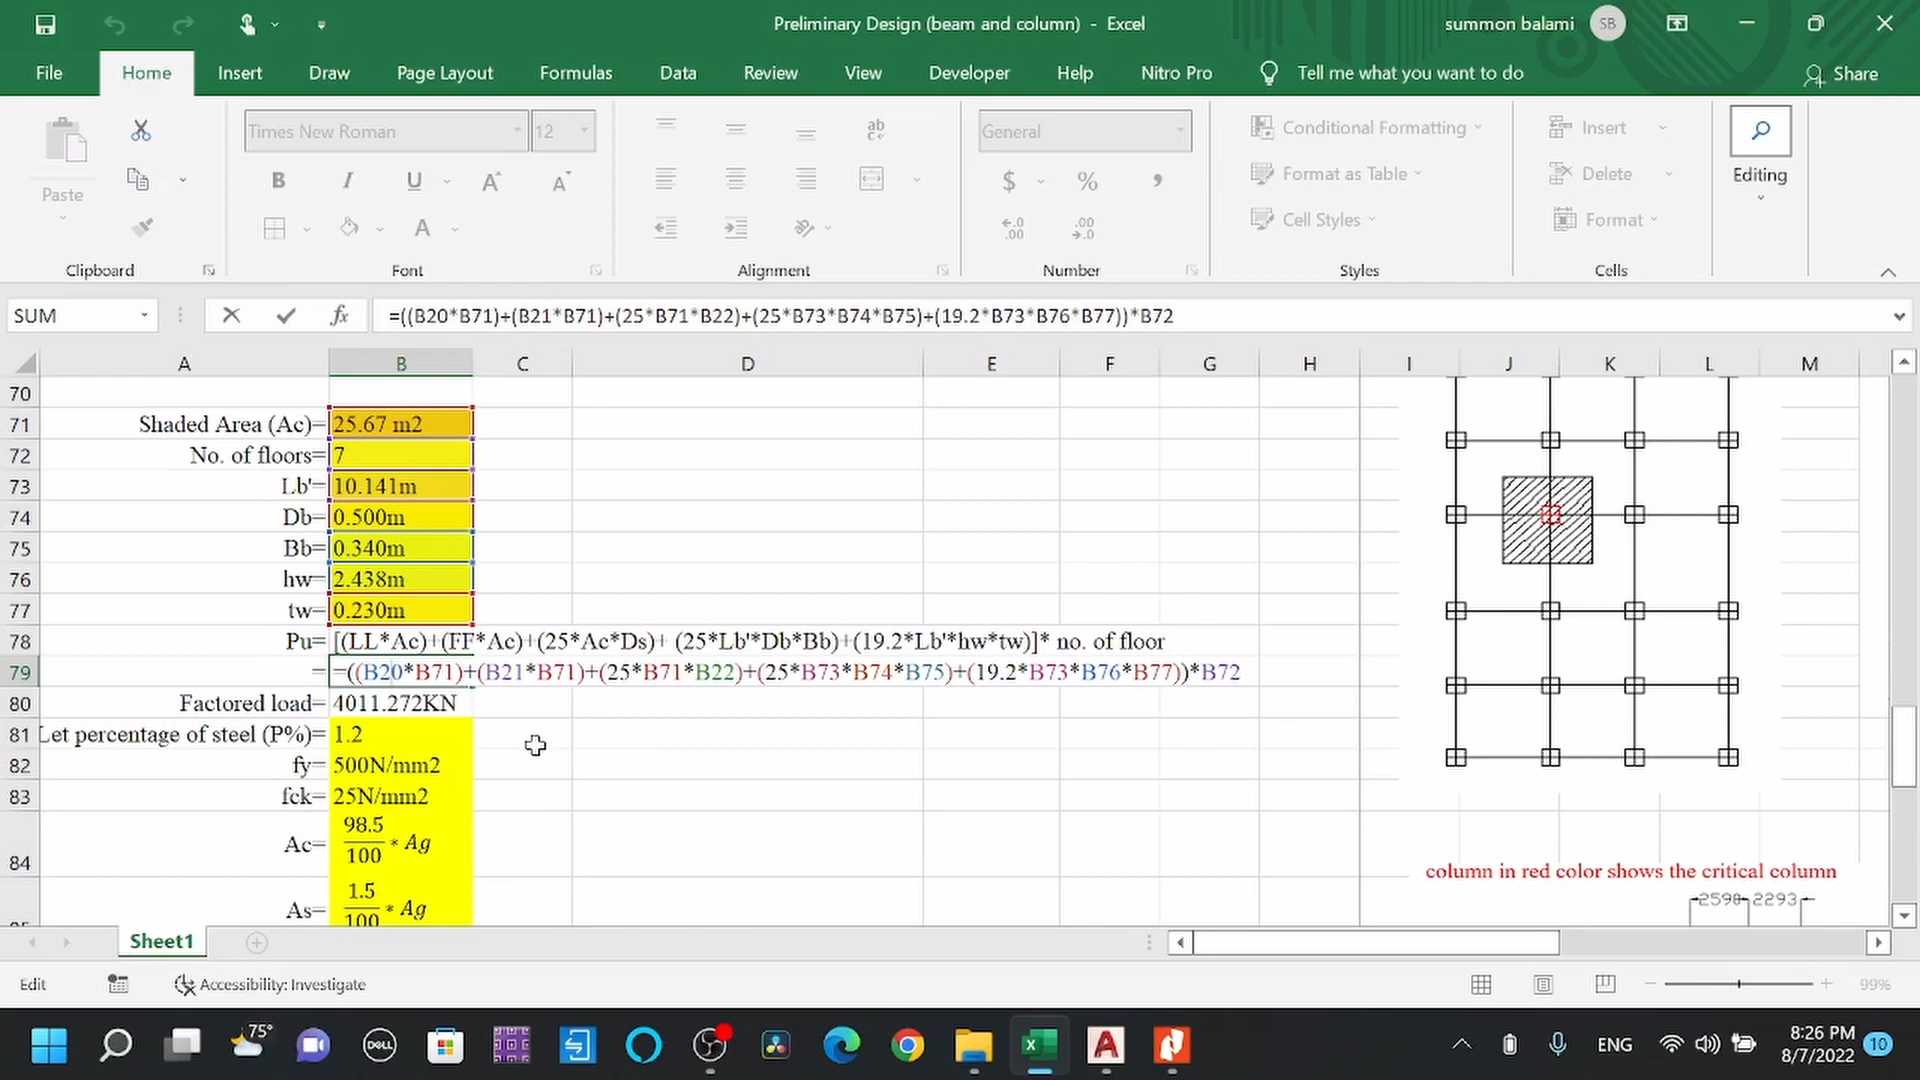 Preliminary Design (beam and column) - Excel
summon balami
SB
File
Home
Insert
Draw
Page Layout
Formulas
Data
Review
View
Developer
Help
Nitro Pro
Tell me what you want to do
Share
Paste
Clipboard
Times New Roman
12
B
I
U
A
A
A
Font
ab
c
Alignment
General
$
%
,
←.0
.00
.00
→.0
Number
Conditional Formatting
Format as Table
Cell Styles
Styles
Insert
Delete
Format
Cells
Editing
SUM
fx
=((B20*B71)+(B21*B71)+(25*B71*B22)+(25*B73*B74*B75)+(19.2*B73*B76*B77))*B72
A B C D E F G H I J K L M
70
71 Shaded Area (Ac)= 25.67 m2
72 No. of floors= 7
73 Lb'= 10.141m
74 Db= 0.500m
75 Bb= 0.340m
76 hw= 2.438m
77 tw= 0.230m
78 Pu= [(LL*Ac)+(FF*Ac)+(25*Ac*Ds)+ (25*Lb'*Db*Bb)+(19.2*Lb'*hw*tw)]* no. of floor
79 = =((B20*B71)+(B21*B71)+(25*B71*B22)+(25*B73*B74*B75)+(19.2*B73*B76*B77))*B72
80 Factored load= 4011.272KN
81 Let percentage of steel (P%)= 1.2
82 fy= 500N/mm2
83 fck= 25N/mm2
84 Ac= 98.5/100 * Ag
As= 1.5/100 * Ag
column in red color shows the critical column
2598 2293
Sheet1
Edit
Accessibility: Investigate
99%
75°
DELL
ENG
8:26 PM
8/7/2022
10